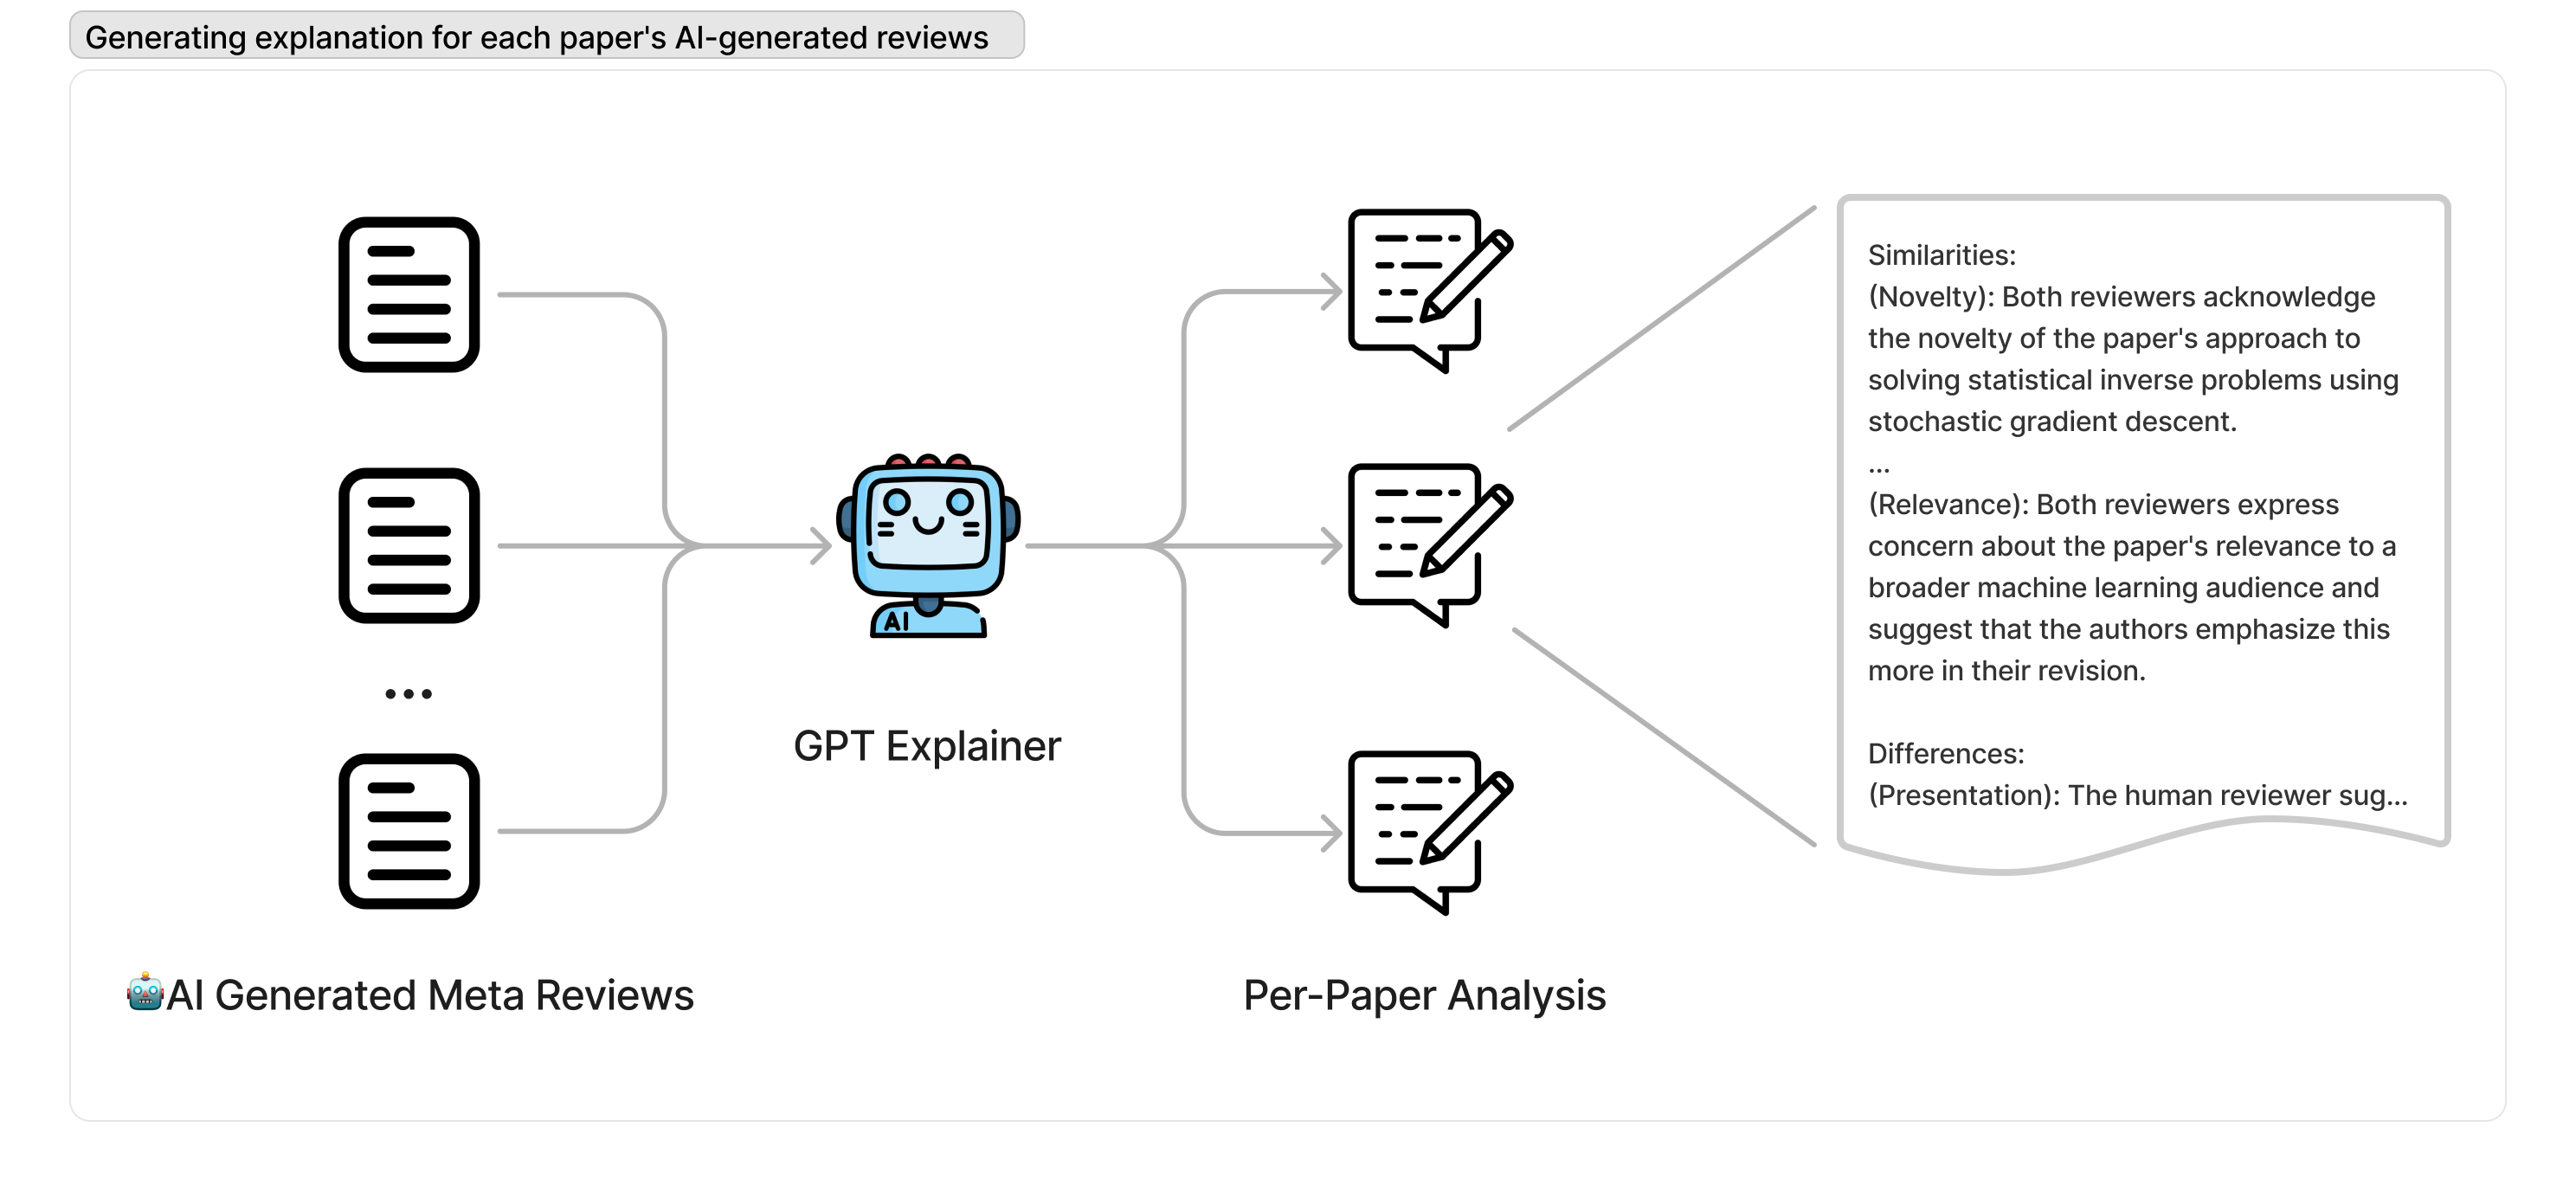 Generating explanation for each paper's AI-generated reviews
Similarities:
(Novelty): Both reviewers acknowledge
the novelty of the paper's approach to
solving statistical inverse problems using
stochastic gradient descent.
...
(Relevance): Both reviewers express
concern about the paper's relevance to a
broader machine learning audience and
suggest that the authors emphasize this
more in their revision.
Differences:
(Presentation): The human reviewer sug...
AI
GPT Explainer
🤖AI Generated Meta Reviews
Per-Paper Analysis